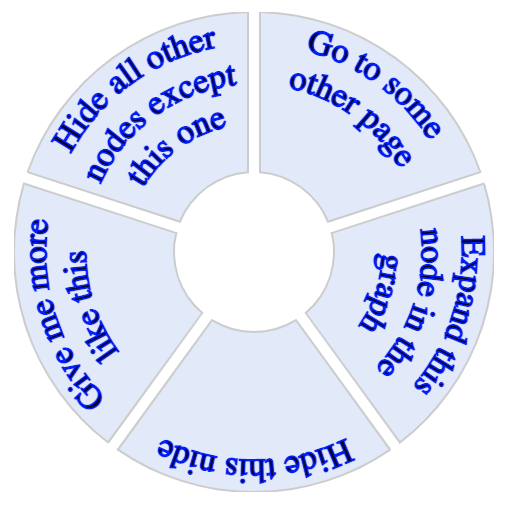 Go to some
other page
Expand this
node in the
graph
Hide this nide
Give me more
like this
Hide all other
nodes except
this one